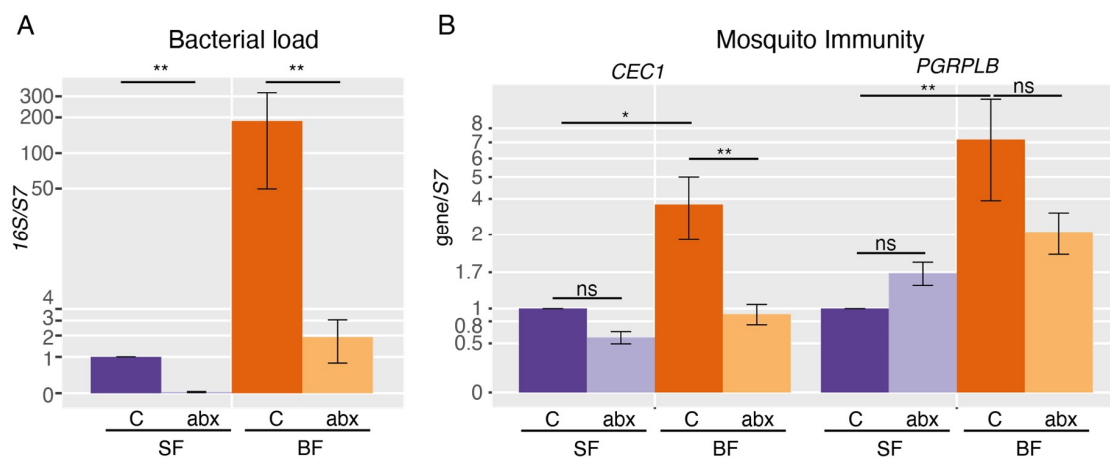 A
Bacterial load
**
**
300
200
100
50
4
3
2
1
0
16S/S7
C
abx
C
abx
SF
BF
B
Mosquito Immunity
CEC1
PGRPLB
*
**
ns
**
ns
ns
8
7
6
5
4
2
1.7
1
0.8
0.5
0
gene/S7
C
abx
C
abx
C
abx
C
abx
SF
BF
SF
BF